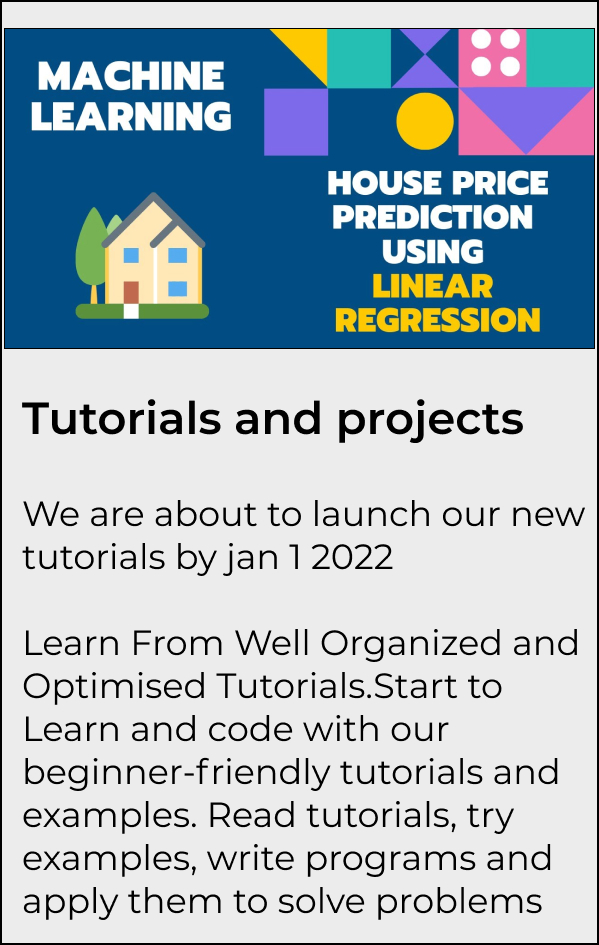 MACHINE
LEARNING
HOUSE PRICE
PREDICTION
USING
LINEAR
REGRESSION
Tutorials and projects
We are about to launch our new
tutorials by jan 1 2022
Learn From Well Organized and
Optimised Tutorials.Start to
Learn and code with our
beginner-friendly tutorials and
examples. Read tutorials, try
examples, write programs and
apply them to solve problems